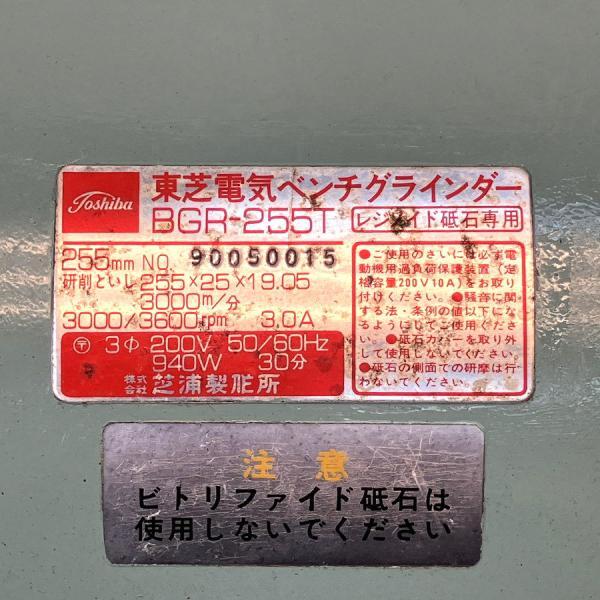 Toshiba
東芝電気ベンチグラインダー
BGR-255T レジノイド砥石専用
255mm NO. 90050015
研削といし 255×25×19.05
3000m/分
3000/3600rpm 3.0A
〒 3Φ 200V 50/60Hz
940W 30分
株式会社 芝浦製作所
●ご使用のさいには必ず電
動機用過負荷保護装置(定
格容量200V10A)をお取り
付けください。●騒音に関
する法・条例の値以下にな
るようにしてご使用くださ
い。●砥石カバーを取り外
して使用しないでください。
●砥石の側面での研磨は行
わないでください。
注意
ビトリファイド砥石は
使用しないでください